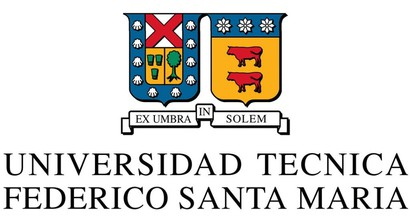 EX UMBRA IN SOLEM
UNIVERSIDAD TECNICA
FEDERICO SANTA MARIA